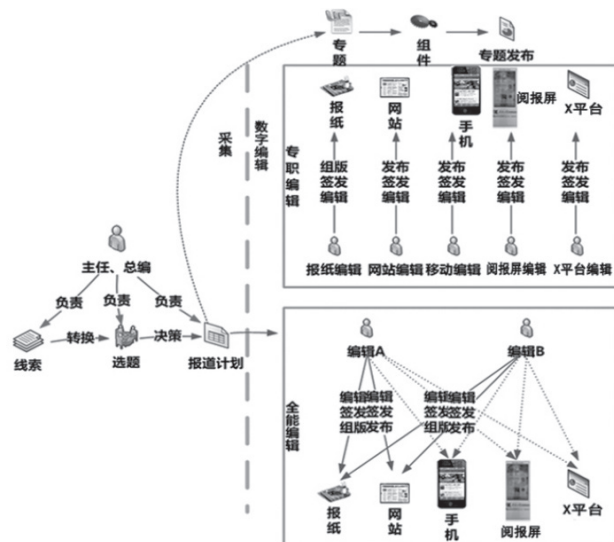 专题
组件
专题发布
采集
数字编辑
专职编辑
报纸
网站
手机
阅报屏
X平台
组版
签发
编辑
发布
签发
编辑
发布
签发
编辑
发布
签发
编辑
发布
签发
编辑
报纸编辑
网站编辑
移动编辑
阅报屏编辑
X平台编辑
主任、总编
负责
负责
负责
线索
转换
选题
决策
报道计划
全能编辑
编辑A
编辑B
编辑
签发
组版
编辑
签发
发布
编辑
签发
组版
编辑
签发
发布
报纸
网站
手机
阅报屏
X平台